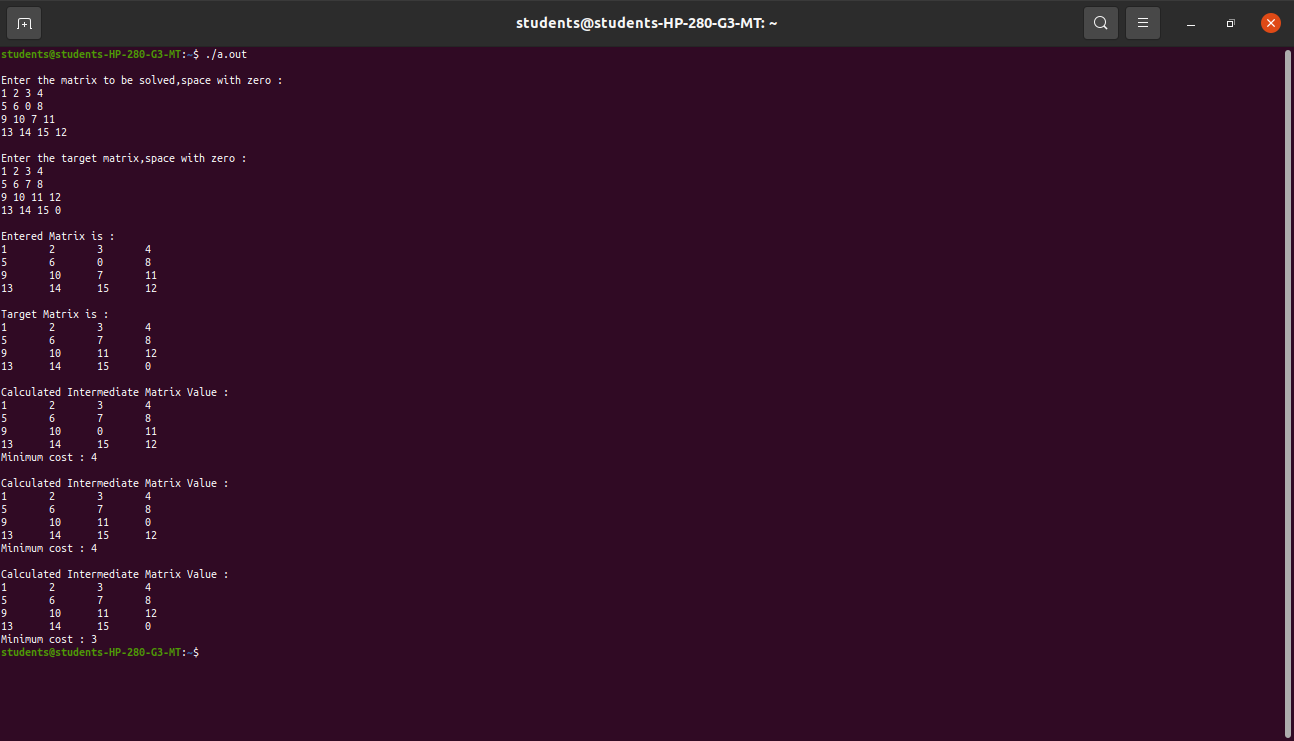 students@students-HP-280-G3-MT: ~
students@students-HP-280-G3-MT:~$ ./a.out
Enter the matrix to be solved,space with zero :
1 2 3 4
5 6 0 8
9 10 7 11
13 14 15 12
Enter the target matrix,space with zero :
1 2 3 4
5 6 7 8
9 10 11 12
13 14 15 0
Entered Matrix is :
1 2 3 4
5 6 0 8
9 10 7 11
13 14 15 12
Target Matrix is :
1 2 3 4
5 6 7 8
9 10 11 12
13 14 15 0
Calculated Intermediate Matrix Value :
1 2 3 4
5 6 7 8
9 10 0 11
13 14 15 12
Minimum cost : 4
Calculated Intermediate Matrix Value :
1 2 3 4
5 6 7 8
9 10 11 0
13 14 15 12
Minimum cost : 4
Calculated Intermediate Matrix Value :
1 2 3 4
5 6 7 8
9 10 11 12
13 14 15 0
Minimum cost : 3
students@students-HP-280-G3-MT:~$